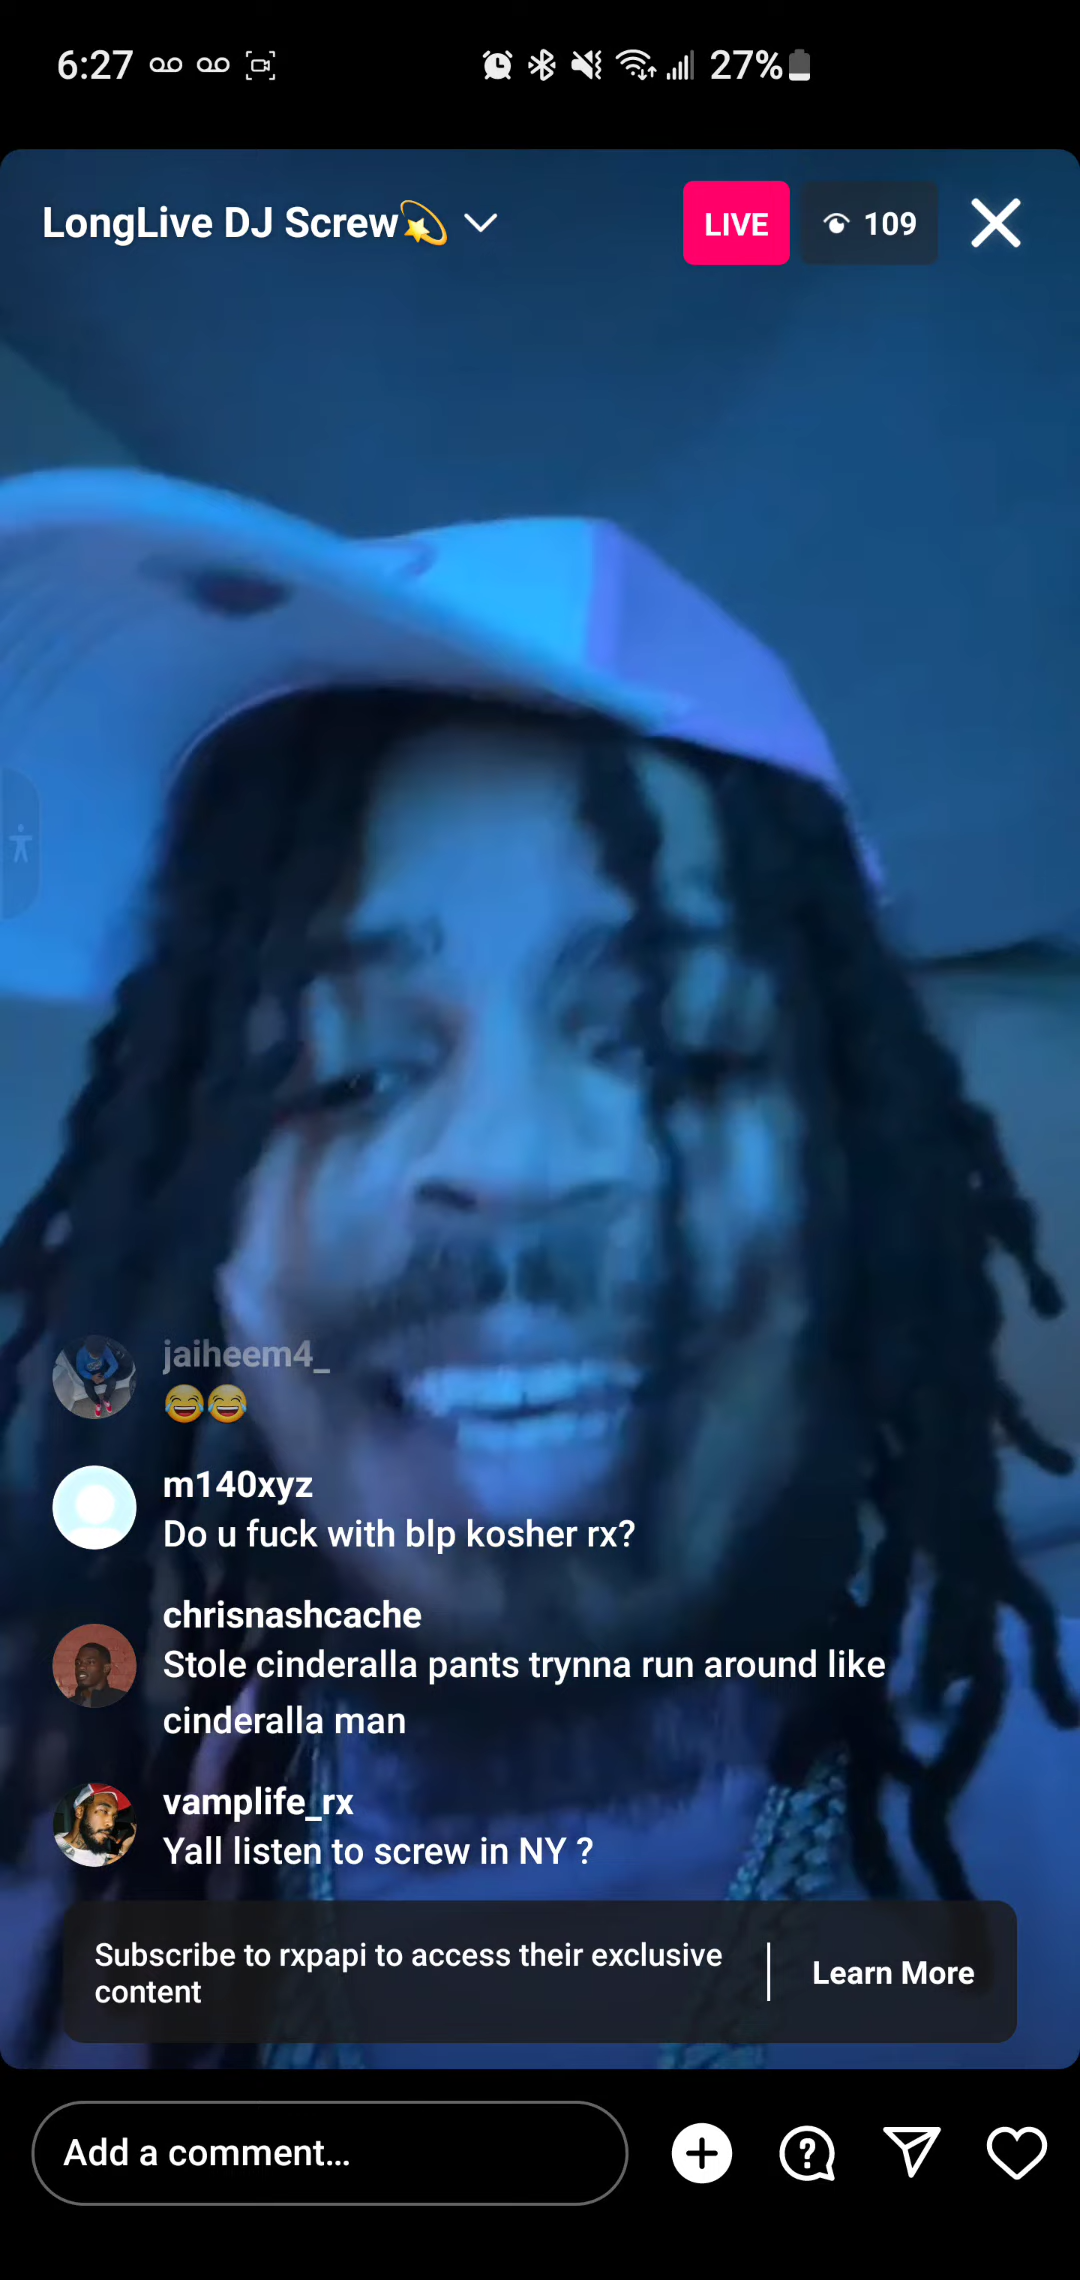 6:27 27%
LongLive DJ Screw💫 LIVE 109
jaiheem4_
😂😂
m140xyz
Do u fuck with blp kosher rx?
chrisnashcache
Stole cinderalla pants trynna run around like
cinderalla man
vamplife_rx
Yall listen to screw in NY ?
Subscribe to rxpapi to access their exclusive
content
Learn More
Add a comment...